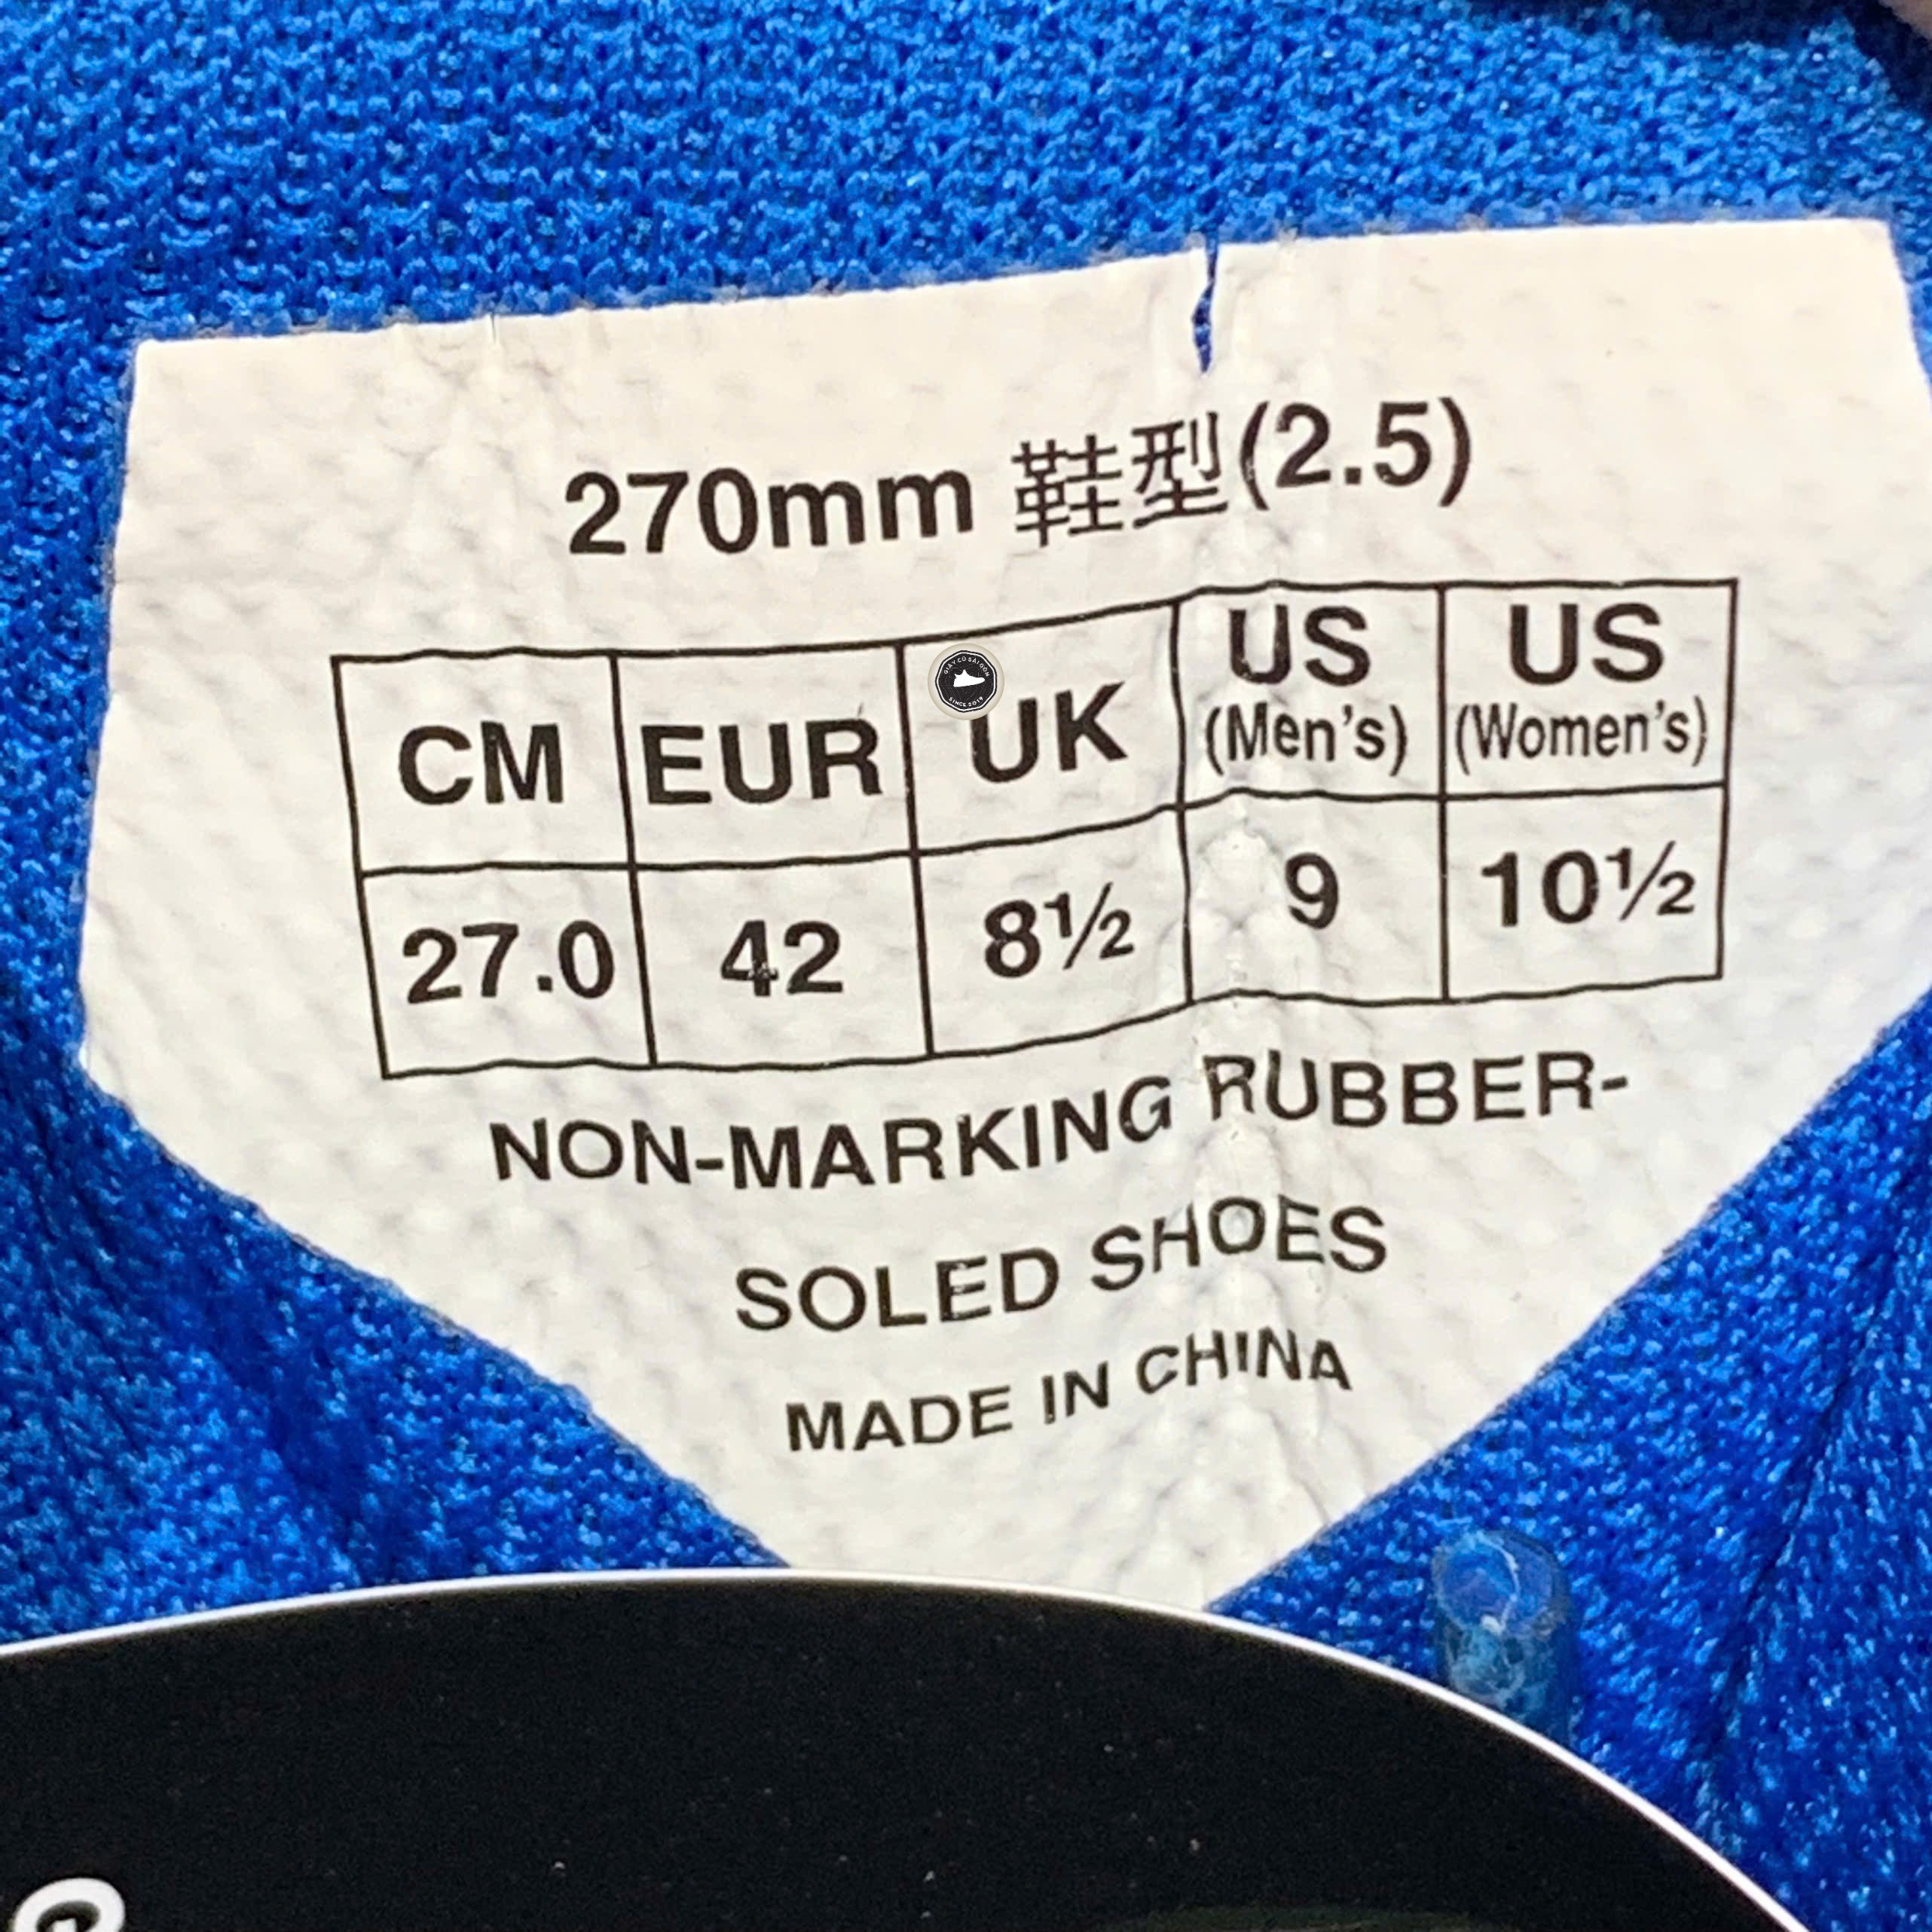 270mm 鞋型(2.5)
CM EUR UK US (Men's) US (Women's)
27.0 42 8½ 9 10½
NON-MARKING RUBBER-
SOLED SHOES
MADE IN CHINA